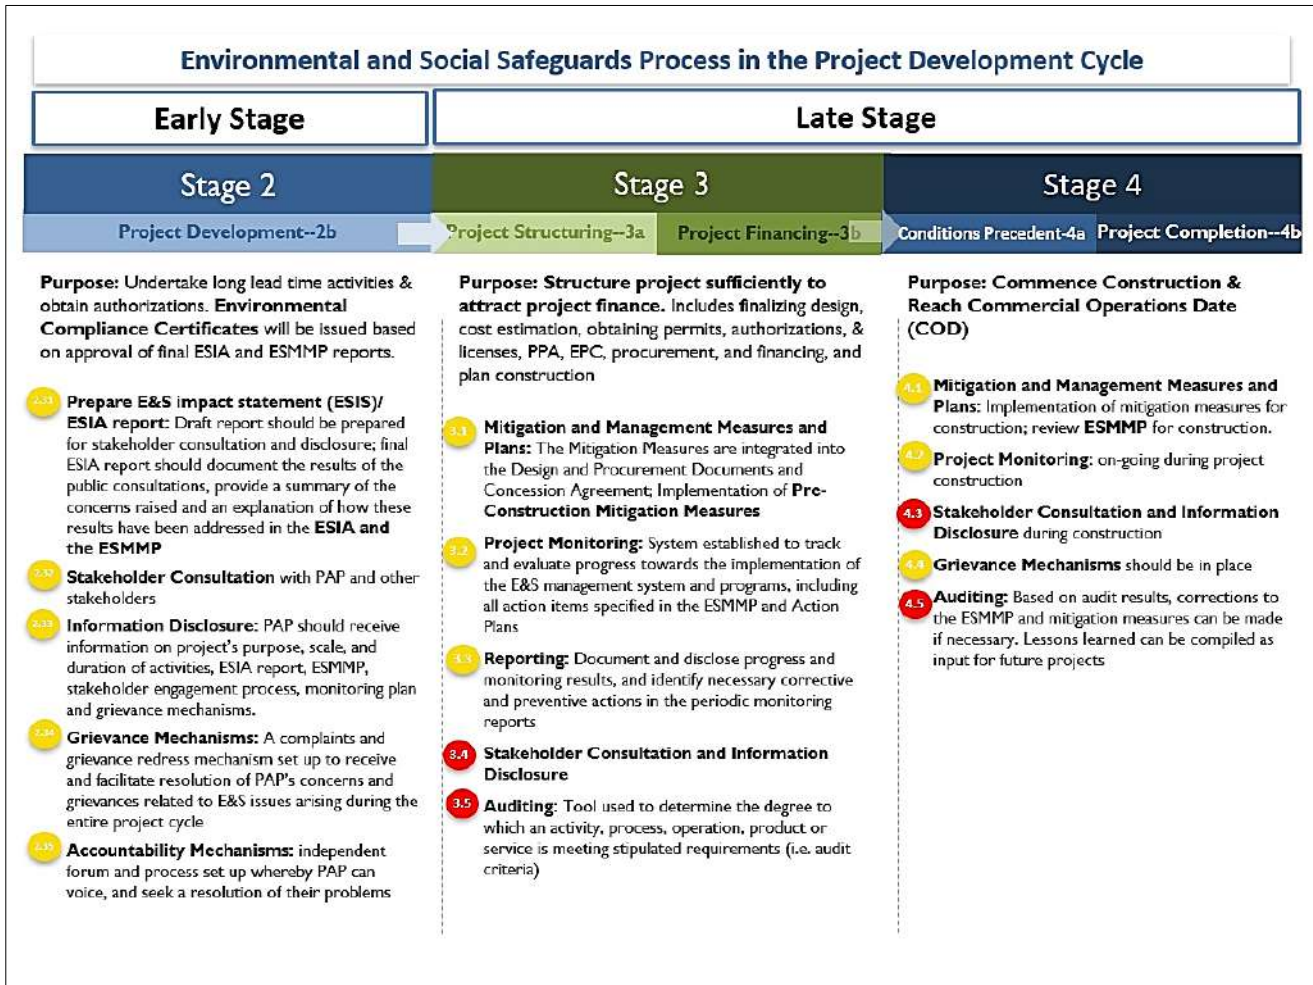 Environmental and Social Safeguards Process in the Project Development Cycle
Early Stage
Late Stage
Stage 2
Stage 3
Stage 4
Project Development--2b
Project Structuring--3a
Project Financing--3b
Conditions Precedent-4a
Project Completion--4b
Purpose: Undertake long lead time activities &
obtain authorizations. Environmental
Compliance Certificates will be issued based
on approval of final ESIA and ESMMP reports.
2.31
Prepare E&S impact statement (ESIS)/
ESIA report: Draft report should be prepared
for stakeholder consultation and disclosure; final
ESIA report should document the results of the
public consultations, provide a summary of the
concerns raised and an explanation of how these
results have been addressed in the ESIA and
the ESMMP
2.32
Stakeholder Consultation with PAP and other
stakeholders
2.33
Information Disclosure: PAP should receive
information on project's purpose, scale, and
duration of activities, ESIA report, ESMMP,
stakeholder engagement process, monitoring plan
and grievance mechanisms.
2.34
Grievance Mechanisms: A complaints and
grievance redress mechanism set up to receive
and facilitate resolution of PAP's concerns and
grievances related to E&S issues arising during the
entire project cycle
2.35
Accountability Mechanisms: independent
forum and process set up whereby PAP can
voice, and seek a resolution of their problems
Purpose: Structure project sufficiently to
attract project finance. Includes finalizing design,
cost estimation, obtaining permits, authorizations, &
licenses, PPA, EPC, procurement, and financing, and
plan construction
3.1
Mitigation and Management Measures and
Plans: The Mitigation Measures are integrated into
the Design and Procurement Documents and
Concession Agreement; Implementation of Pre-
Construction Mitigation Measures
3.2
Project Monitoring: System established to track
and evaluate progress towards the implementation of
the E&S management system and programs, including
all action items specified in the ESMMP and Action
Plans
3.3
Reporting: Document and disclose progress and
monitoring results, and identify necessary corrective
and preventive actions in the periodic monitoring
reports
3.4
Stakeholder Consultation and Information
Disclosure
3.5
Auditing: Tool used to determine the degree to
which an activity, process, operation, product or
service is meeting stipulated requirements (i.e. audit
criteria)
Purpose: Commence Construction &
Reach Commercial Operations Date
(COD)
4.1
Mitigation and Management Measures and
Plans: Implementation of mitigation measures for
construction; review ESMMP for construction.
4.2
Project Monitoring: on-going during project
construction
4.3
Stakeholder Consultation and Information
Disclosure during construction
4.4
Grievance Mechanisms should be in place
4.5
Auditing: Based on audit results, corrections to
the ESMMP and mitigation measures can be made
if necessary. Lessons learned can be compiled as
input for future projects